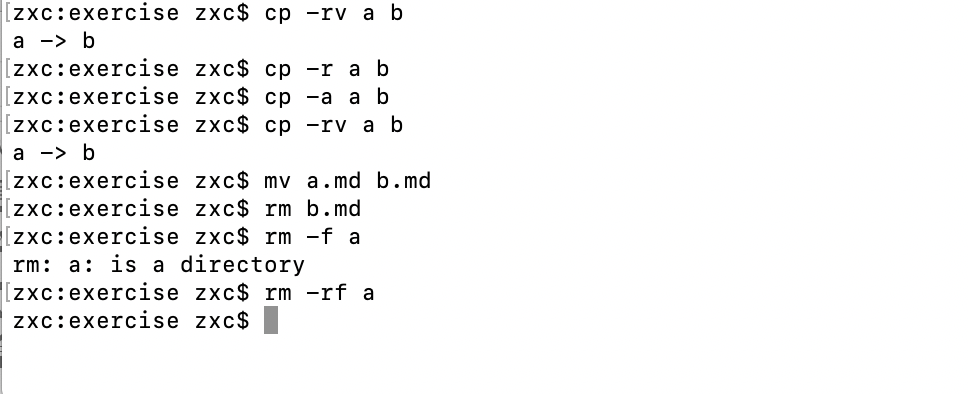 [zxc:exercise zxc$ cp -rv a b
a -> b
[zxc:exercise zxc$ cp -r a b
[zxc:exercise zxc$ cp -a a b
[zxc:exercise zxc$ cp -rv a b
a -> b
[zxc:exercise zxc$ mv a.md b.md
[zxc:exercise zxc$ rm b.md
[zxc:exercise zxc$ rm -f a
rm: a: is a directory
[zxc:exercise zxc$ rm -rf a
zxc:exercise zxc$